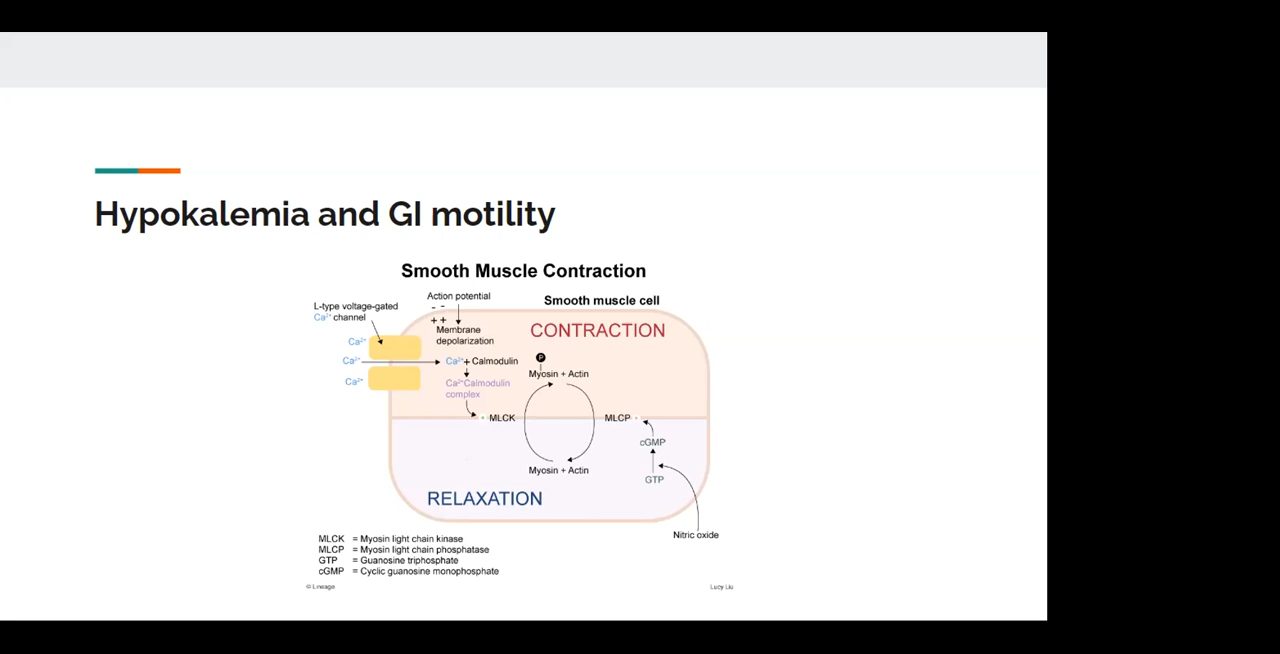 Hypokalemia and GI motility
Smooth Muscle Contraction
Action potential
Smooth muscle cell
L-type voltage-gated
Ca²⁺ channel
- -
+ +
Membrane
depolarization
CONTRACTION
Ca²⁺
Ca²⁺
Ca²⁺
Ca²⁺ + Calmodulin
P
Myosin + Actin
Ca²⁺Calmodulin
complex
+ MLCK
MLCP +
cGMP
Myosin + Actin
GTP
RELAXATION
Nitric oxide
MLCK = Myosin light chain kinase
MLCP = Myosin light chain phosphatase
GTP = Guanosine triphosphate
cGMP = Cyclic guanosine monophosphate
© Lineage
Lucy Liu